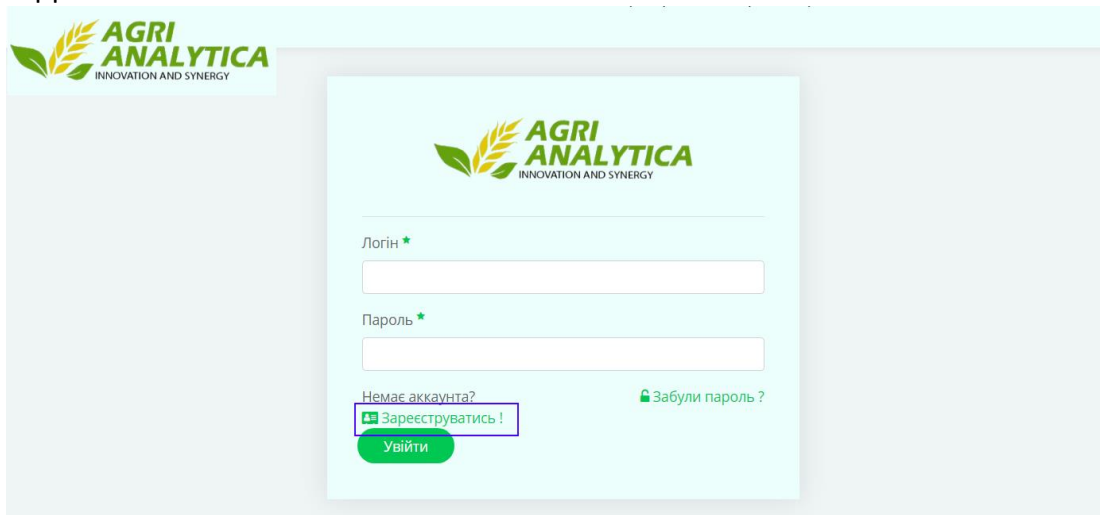 AGRI
ANALYTICA
INNOVATION AND SYNERGY
AGRI
ANALYTICA
INNOVATION AND SYNERGY
Логін *
Пароль *
Немає аккаунта? Забули пароль ?
Зареєструватись !
Увійти